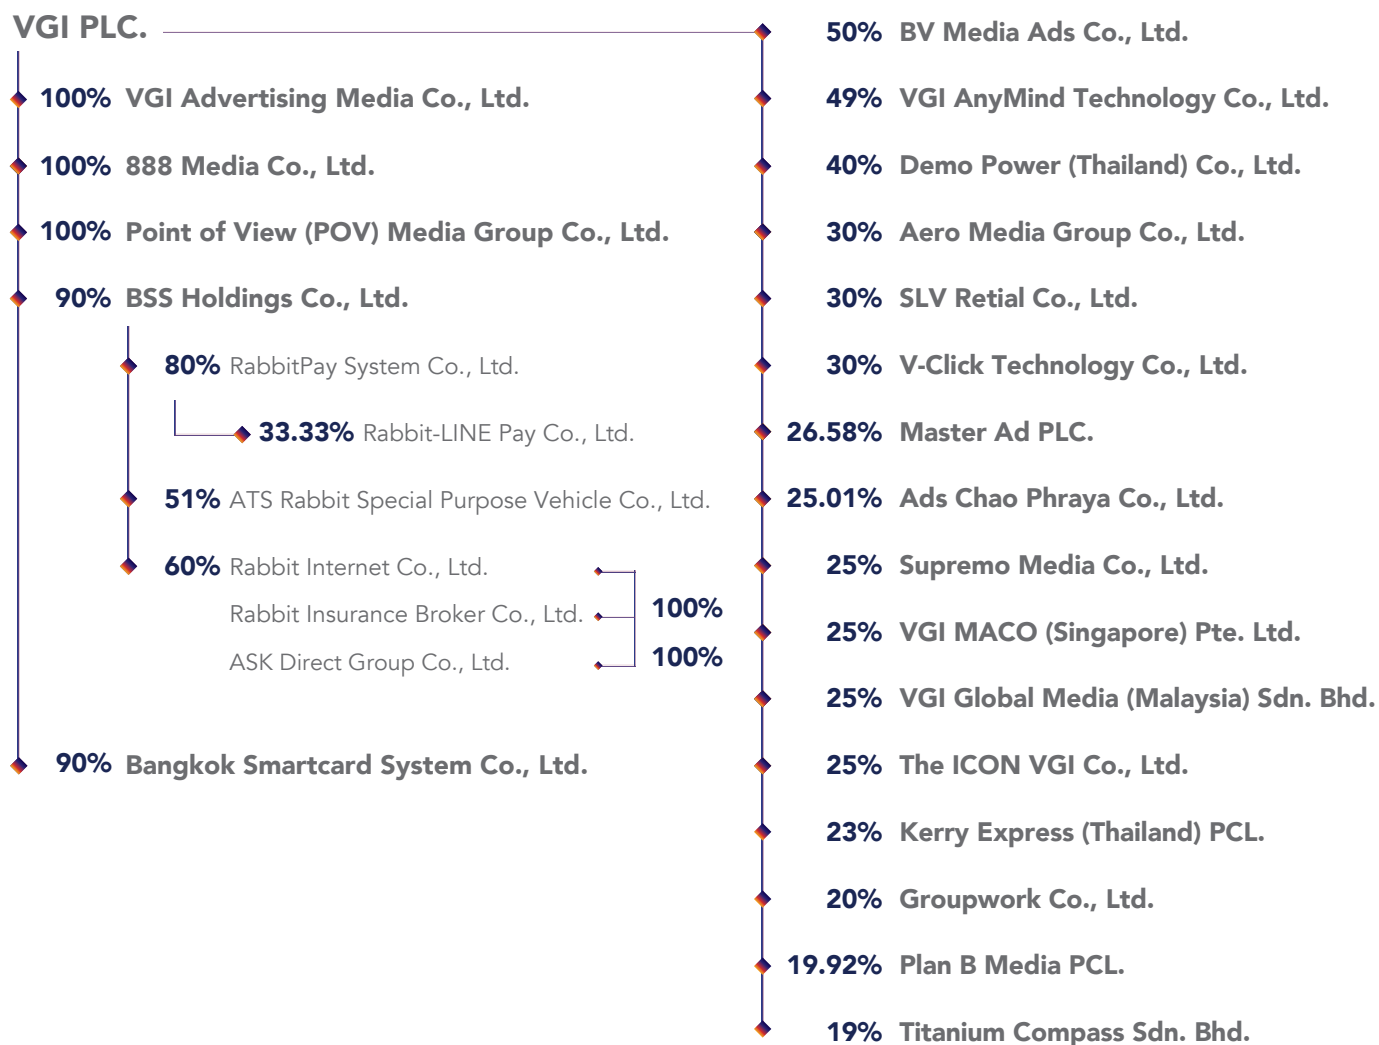 VGI PLC.
100% VGI Advertising Media Co., Ltd.
100% 888 Media Co., Ltd.
100% Point of View (POV) Media Group Co., Ltd.
90% BSS Holdings Co., Ltd.
80% RabbitPay System Co., Ltd.
33.33% Rabbit-LINE Pay Co., Ltd.
51% ATS Rabbit Special Purpose Vehicle Co., Ltd.
60% Rabbit Internet Co., Ltd.
Rabbit Insurance Broker Co., Ltd. 100%
ASK Direct Group Co., Ltd. 100%
90% Bangkok Smartcard System Co., Ltd.
50% BV Media Ads Co., Ltd.
49% VGI AnyMind Technology Co., Ltd.
40% Demo Power (Thailand) Co., Ltd.
30% Aero Media Group Co., Ltd.
30% SLV Retial Co., Ltd.
30% V-Click Technology Co., Ltd.
26.58% Master Ad PLC.
25.01% Ads Chao Phraya Co., Ltd.
25% Supremo Media Co., Ltd.
25% VGI MACO (Singapore) Pte. Ltd.
25% VGI Global Media (Malaysia) Sdn. Bhd.
25% The ICON VGI Co., Ltd.
23% Kerry Express (Thailand) PCL.
20% Groupwork Co., Ltd.
19.92% Plan B Media PCL.
19% Titanium Compass Sdn. Bhd.